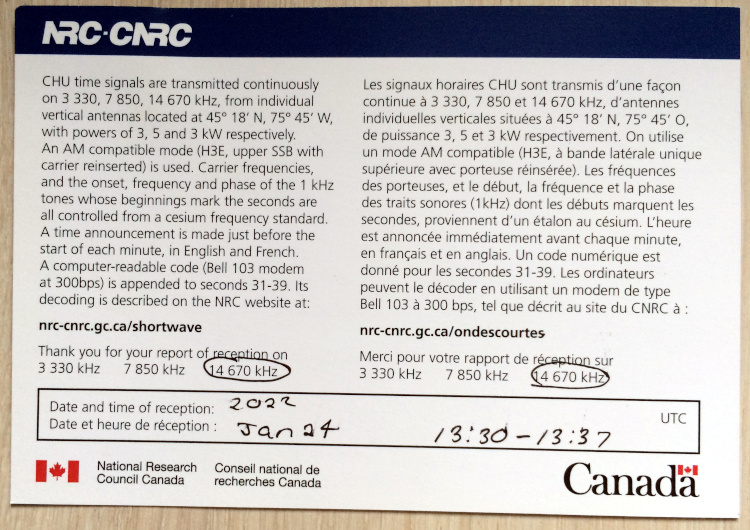 NRC·CNRC
CHU time signals are transmitted continuously
on 3 330, 7 850, 14 670 kHz, from individual
vertical antennas located at 45° 18' N, 75° 45' W,
with powers of 3, 5 and 3 kW respectively.
An AM compatible mode (H3E, upper SSB with
carrier reinserted) is used. Carrier frequencies,
and the onset, frequency and phase of the 1 kHz
tones whose beginnings mark the seconds are
all controlled from a cesium frequency standard.
A time announcement is made just before the
start of each minute, in English and French.
A computer-readable code (Bell 103 modem
at 300bps) is appended to seconds 31-39. Its
decoding is described on the NRC website at:
nrc-cnrc.gc.ca/shortwave
Thank you for your report of reception on
3 330 kHz 7 850 kHz 14 670 kHz
Les signaux horaires CHU sont transmis d'une façon
continue à 3 330, 7 850 et 14 670 kHz, d'antennes
individuelles verticales situées à 45° 18' N, 75° 45' O,
de puissance 3, 5 et 3 kW respectivement. On utilise
un mode AM compatible (H3E, à bande latérale unique
supérieure avec porteuse réinsérée). Les fréquences
des porteuses, et le début, la fréquence et la phase
des traits sonores (1kHz) dont les débuts marquent les
secondes, proviennent d'un étalon au césium. L'heure
est annoncée immédiatement avant chaque minute,
en français et en anglais. Un code numérique est
donné pour les secondes 31-39. Les ordinateurs
peuvent le décoder en utilisant un modem de type
Bell 103 à 300 bps, tel que décrit au site du CNRC à :
nrc-cnrc.gc.ca/ondescourtes
Merci pour votre rapport de réception sur
3 330 kHz 7 850 kHz 14 670 kHz
Date and time of reception: 2022 UTC
Date et heure de réception : Jan 24 13:30-13:37
National Research
Council Canada
Conseil national de
recherches Canada
Canada